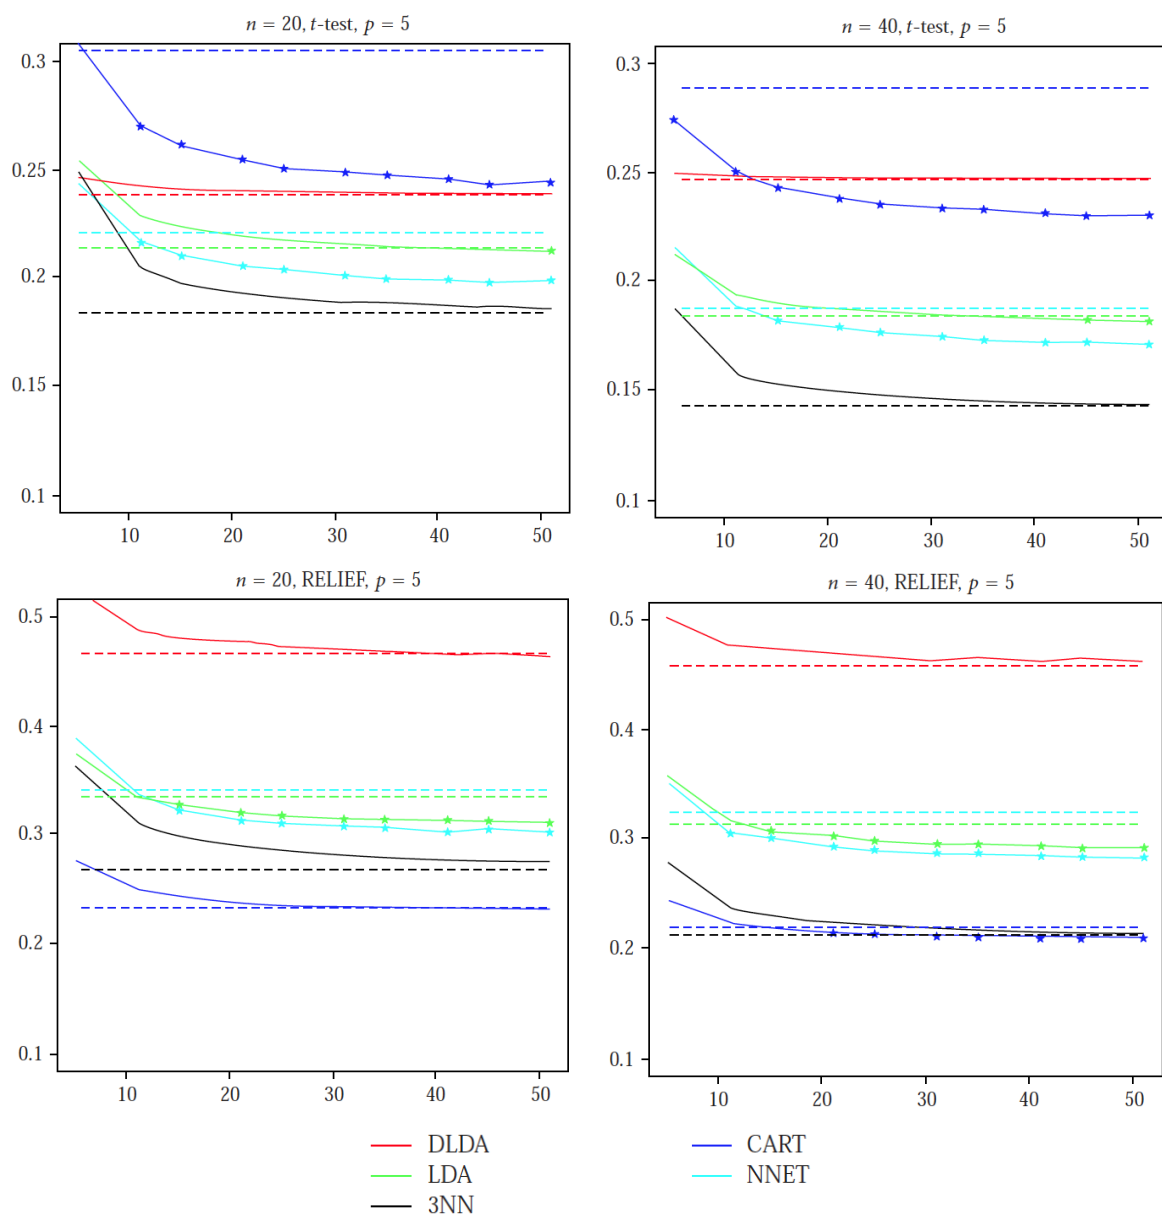 n = 20, t-test, p = 5
0.3
0.25
0.2
0.15
0.1
10 20 30 40 50
n = 40, t-test, p = 5
0.3
0.25
0.2
0.15
0.1
10 20 30 40 50
n = 20, RELIEF, p = 5
0.5
0.4
0.3
0.2
0.1
10 20 30 40 50
n = 40, RELIEF, p = 5
0.5
0.4
0.3
0.2
0.1
10 20 30 40 50
DLDA
LDA
3NN
CART
NNET